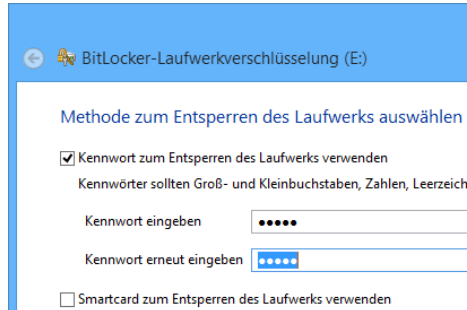 BitLocker-Laufwerkverschlüsselung (E:)
Methode zum Entsperren des Laufwerks auswählen
Kennwort zum Entsperren des Laufwerks verwenden
Kennwörter sollten Groß- und Kleinbuchstaben, Zahlen, Leerzeich
Kennwort eingeben ●●●●●
Kennwort erneut eingeben ●●●●●
Smartcard zum Entsperren des Laufwerks verwenden